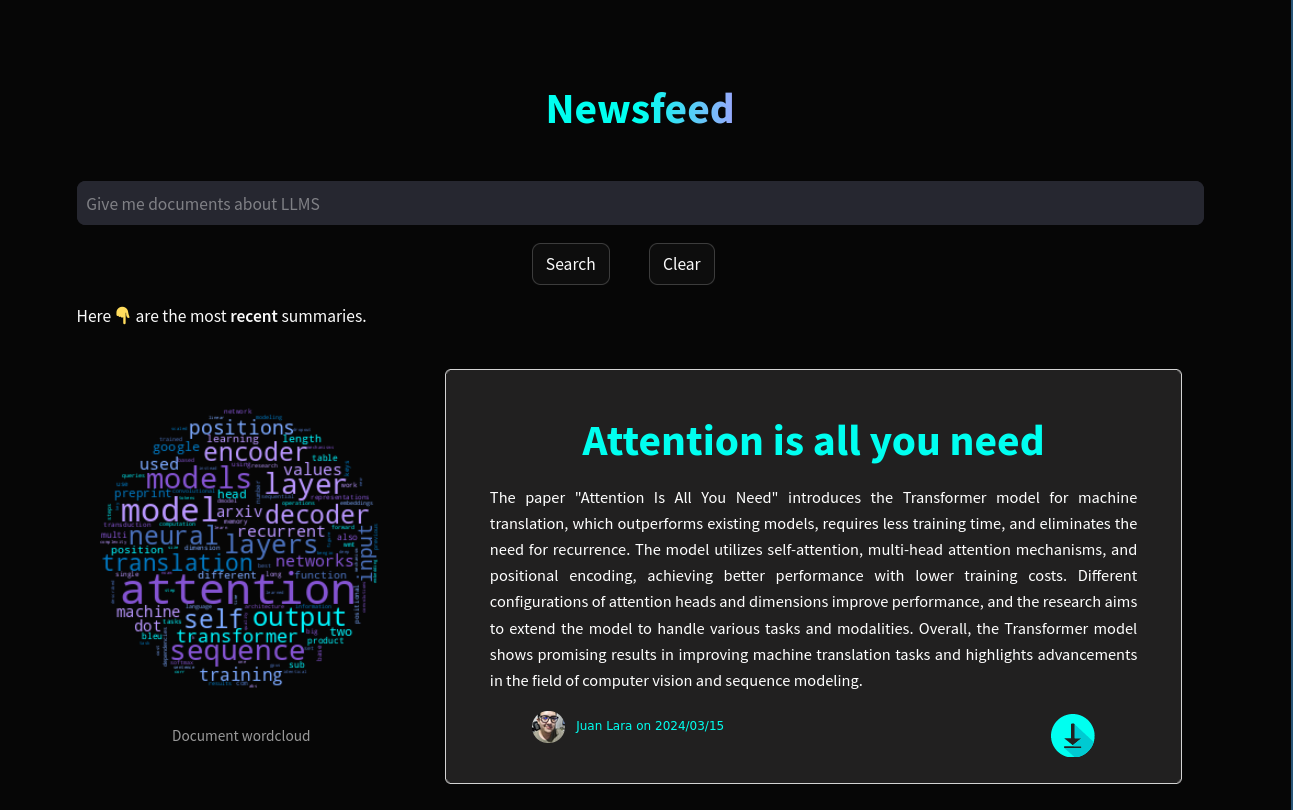 Newsfeed
Give me documents about LLMS
Search
Clear
Here 👇 are the most recent summaries.
network
positions
learning
length
google
encoder
table
used
models
values
layer
preprint
head
model
arxiv
decoder
recurrent
multi
neural
also
position
layers
input
translation
networks
different
function
attention
machine
self
output
dot
transformer
two
bleu
product
sequence
sub
training
Document wordcloud
Attention is all you need
The paper "Attention Is All You Need" introduces the Transformer model for machine
translation, which outperforms existing models, requires less training time, and eliminates the
need for recurrence. The model utilizes self-attention, multi-head attention mechanisms, and
positional encoding, achieving better performance with lower training costs. Different
configurations of attention heads and dimensions improve performance, and the research aims
to extend the model to handle various tasks and modalities. Overall, the Transformer model
shows promising results in improving machine translation tasks and highlights advancements
in the field of computer vision and sequence modeling.
Juan Lara on 2024/03/15